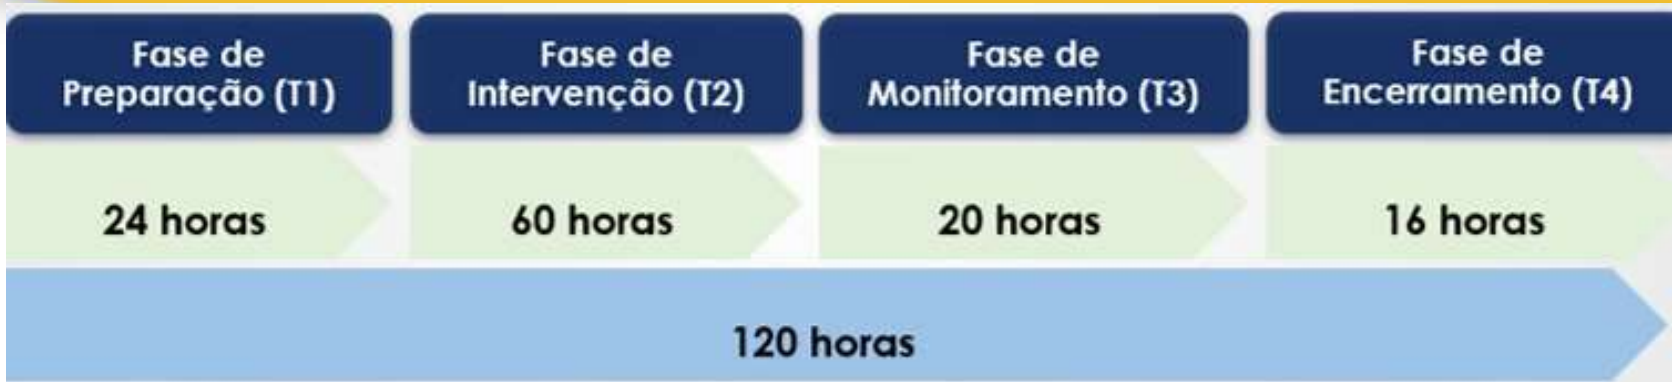 Fase de
Preparação (T1)
Fase de
Intervenção (T2)
Fase de
Monitoramento (T3)
Fase de
Encerramento (T4)
24 horas
60 horas
20 horas
16 horas
120 horas